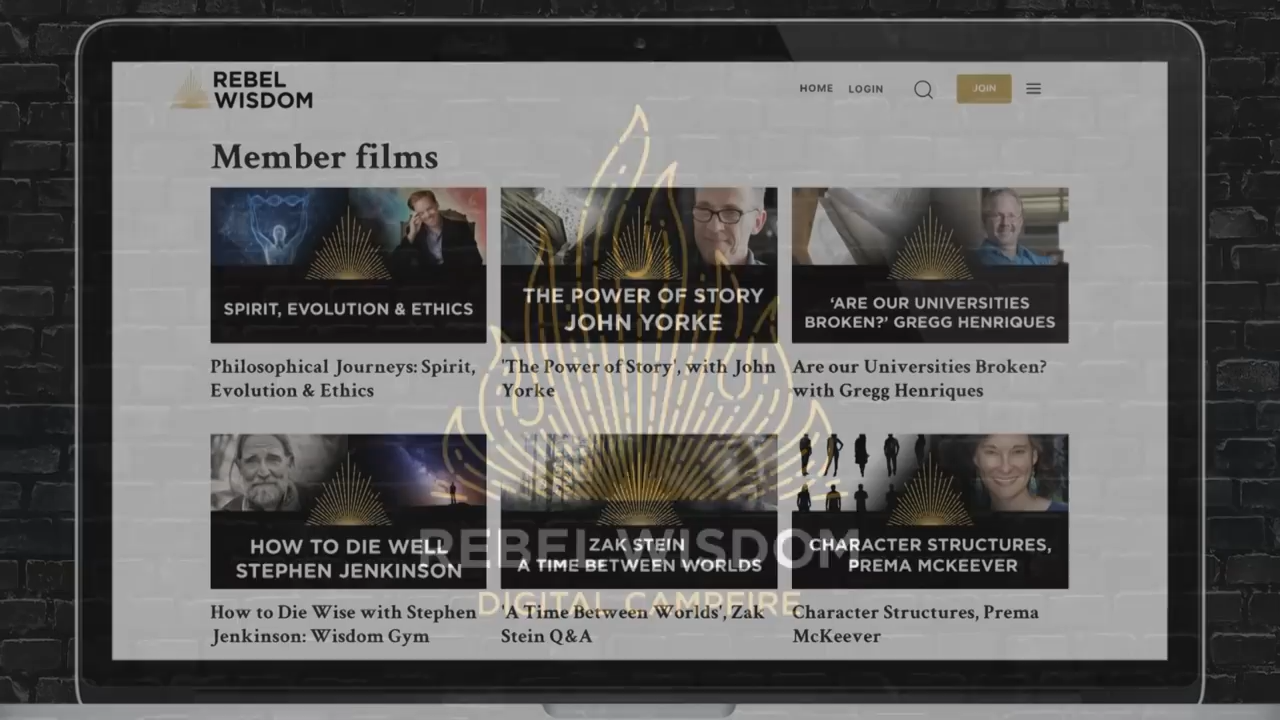 REBEL
WISDOM
HOME
LOGIN
JOIN
Member films
SPIRIT, EVOLUTION & ETHICS
THE POWER OF STORY
JOHN YORKE
'ARE OUR UNIVERSITIES
BROKEN?' GREGG HENRIQUES
Philosophical Journeys: Spirit,
Evolution & Ethics
'The Power of Story', with John
Yorke
Are our Universities Broken?
with Gregg Henriques
HOW TO DIE WELL
STEPHEN JENKINSON
ZAK STEIN
A TIME BETWEEN WORLDS
CHARACTER STRUCTURES,
PREMA MCKEEVER
REBEL WISDOM
DIGITAL CAMPFIRE
How to Die Wise with Stephen
Jenkinson: Wisdom Gym
'A Time Between Worlds', Zak
Stein Q&A
Character Structures, Prema
McKeever